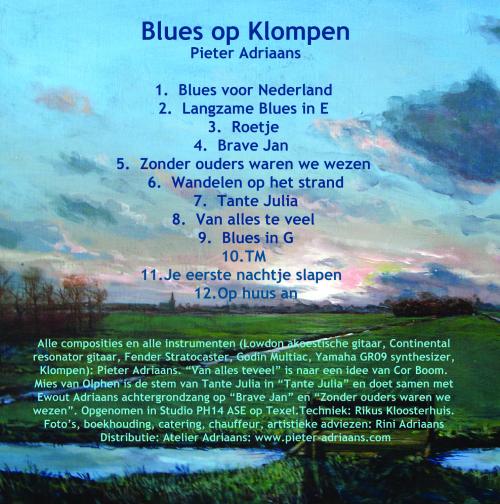 Blues op Klompen
Pieter Adriaans
1. Blues voor Nederland
2. Langzame Blues in E
3. Roetje
4. Brave Jan
5. Zonder ouders waren we wezen
6. Wandelen op het strand
7. Tante Julia
8. Van alles te veel
9. Blues in G
10.TM
11.Je eerste nachtje slapen
12.Op huus an
Alle composities en alle instrumenten (Lowdon akoestische gitaar, Continental
resonator gitaar, Fender Stratocaster, Godin Multiac, Yamaha GR09 synthesizer,
Klompen): Pieter Adriaans. “Van alles teveel” is naar een idee van Cor Boom.
Mies van Olphen is de stem van Tante Julia in “Tante Julia” en doet samen met
Ewout Adriaans achtergrondzang op “Brave Jan” en “Zonder ouders waren we
wezen”. Opgenomen in Studio PH14 ASE op Texel.Techniek: Rikus Kloosterhuis.
Foto’s, boekhouding, catering, chauffeur, artistieke adviezen: Rini Adriaans
Distributie: Atelier Adriaans: www.pieter-adriaans.com